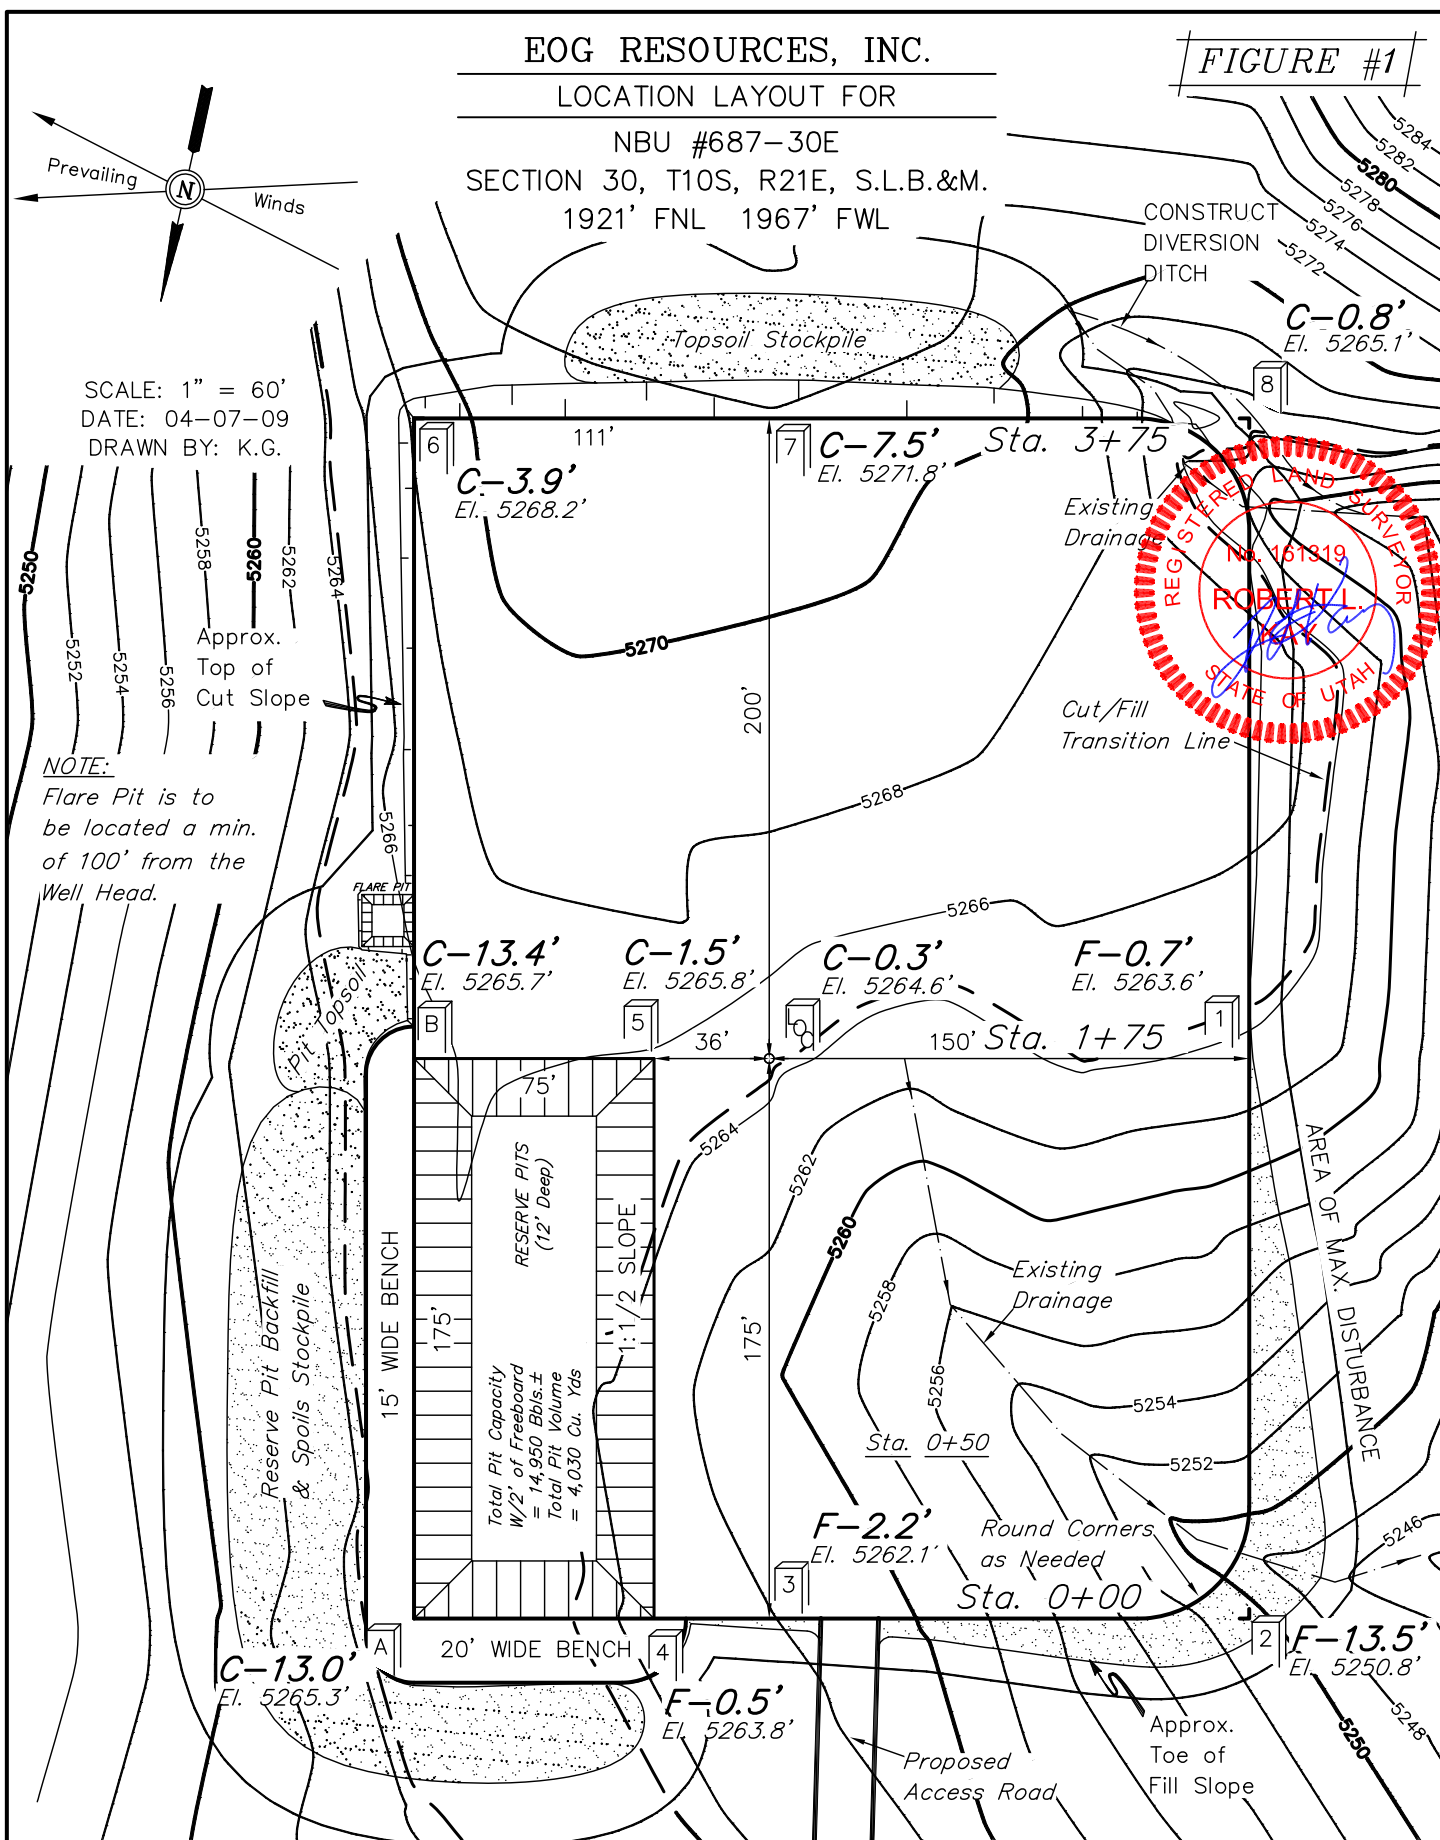 EOG RESOURCES, INC.
FIGURE #1
LOCATION LAYOUT FOR
NBU #687-30E
SECTION 30, T10S, R21E, S.L.B.&M.
1921' FNL 1967' FWL
Prevailing
N
Winds
SCALE: 1" = 60'
DATE: 04-07-09
DRAWN BY: K.G.
5284
5282
5280
5278
5276
5274
5272
CONSTRUCT
DIVERSION
DITCH
C-0.8'
El. 5265.1'
8
Topsoil Stockpile
6
111'
7
C-7.5'
El. 5271.8'
Sta. 3+75
C-3.9'
El. 5268.2'
Existing
Drainage
REGISTERED LAND SURVEYOR
No. 161319
ROBERT L.
KAY
STATE OF UTAH
5250
5252
5254
5256
5258
5260
5262
5264
Approx.
Top of
Cut Slope
5270
200'
Cut/Fill
Transition Line
NOTE:
Flare Pit is to
be located a min.
of 100' from the
Well Head.
5266
5268
FLARE PIT
5266
C-13.4'
El. 5265.7'
C-1.5'
El. 5265.8'
C-0.3'
El. 5264.6'
F-0.7'
El. 5263.6'
Pit Topsoil
B
5
1
36'
150'
Sta. 1+75
75'
5264
5262
5260
5258
5256
5254
5252
RESERVE PITS
(12' Deep)
1:1/2 SLOPE
15' WIDE BENCH
175'
175'
Reserve Pit Backfill
& Spoils Stockpile
Total Pit Capacity
W/2' of Freeboard
= 14,950 Bbls.±
Total Pit Volume
= 4,030 Cu. Yds
Existing
Drainage
AREA OF MAX. DISTURBANCE
Sta. 0+50
F-2.2'
El. 5262.1'
Round Corners
as Needed
Sta. 0+00
3
5246
A
20' WIDE BENCH
4
2
F-13.5'
El. 5250.8'
C-13.0'
El. 5265.3'
F-0.5'
El. 5263.8'
5248
5250
Approx.
Toe of
Fill Slope
Proposed
Access Road